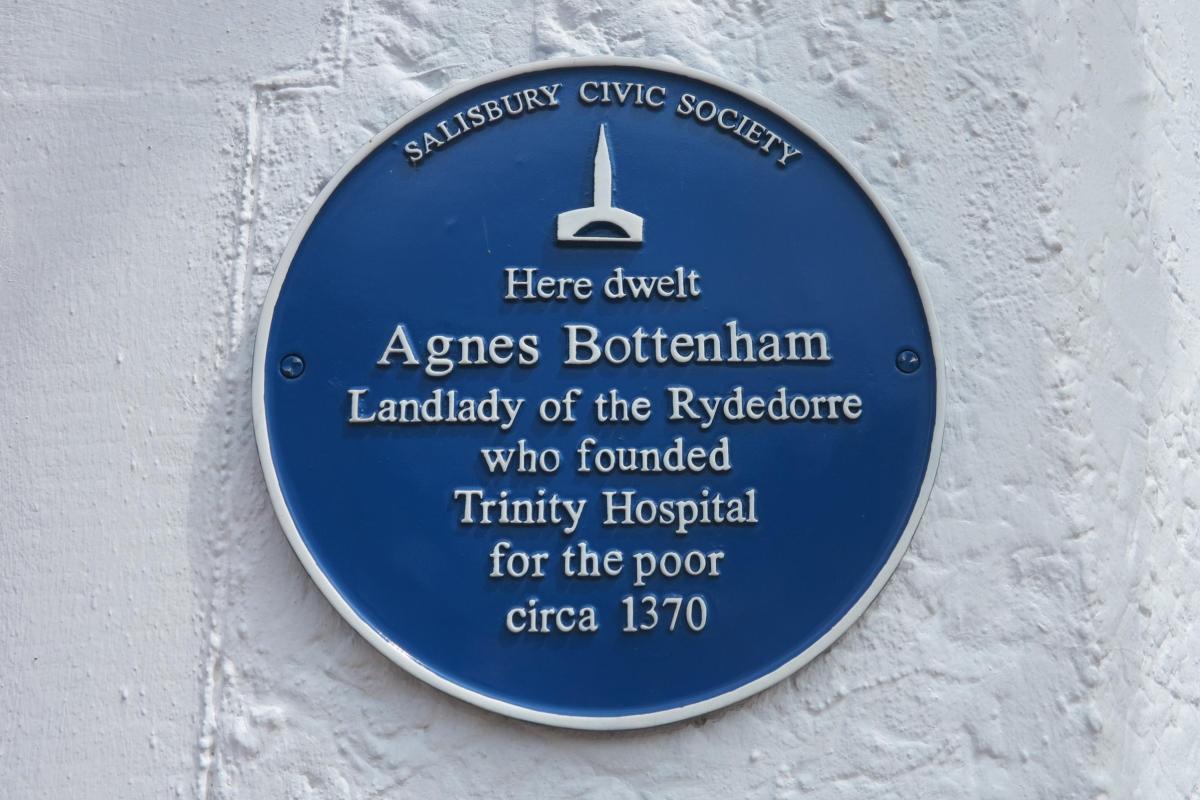 SALISBURY CIVIC SOCIETY
Here dwelt
Agnes Bottenham
Landlady of the Rydedorre
who founded
Trinity Hospital
for the poor
circa 1370